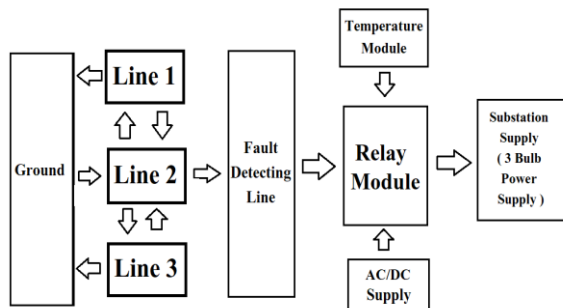 Temperature
Module
Line 1
Ground
Line 2
Line 3
Fault
Detecting
Line
Relay
Module
Substation
Supply
( 3 Bulb
Power
Supply )
AC/DC
Supply